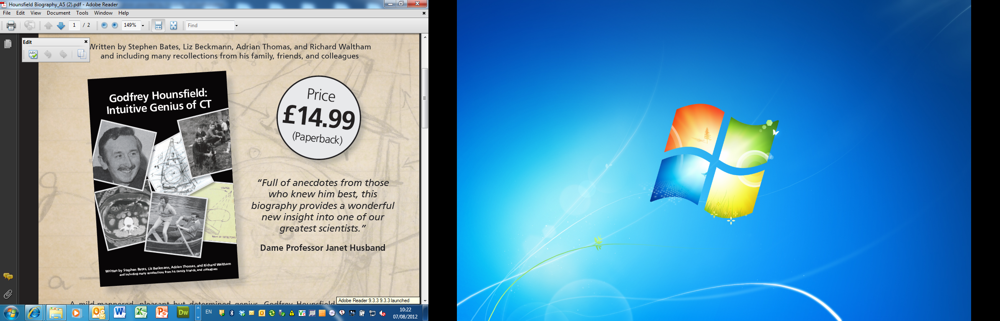 Hounsfield Biography_A5 (2).pdf - Adobe Reader
File Edit View Document Tools Window Help
1 / 2 149% Find
Edit
Written by Stephen Bates, Liz Beckmann, Adrian Thomas, and Richard Waltham
and including many recollections from his family, friends, and colleagues
Godfrey Hounsfield:
Intuitive Genius of CT
Written by Stephen Bates, Liz Beckmann, Adrian Thomas, and Richard Waltham
and including many recollections from his family, friends, and colleagues
Price
£14.99
(Paperback)
“Full of anecdotes from those
who knew him best, this
biography provides a wonderful
new insight into one of our
greatest scientists.”
Dame Professor Janet Husband
A mild-mannered, pleasant but determined genius, Godfrey Hounsfield
Adobe Reader 9.3.3 9.3.3 launched
EN
10:22
07/08/2012